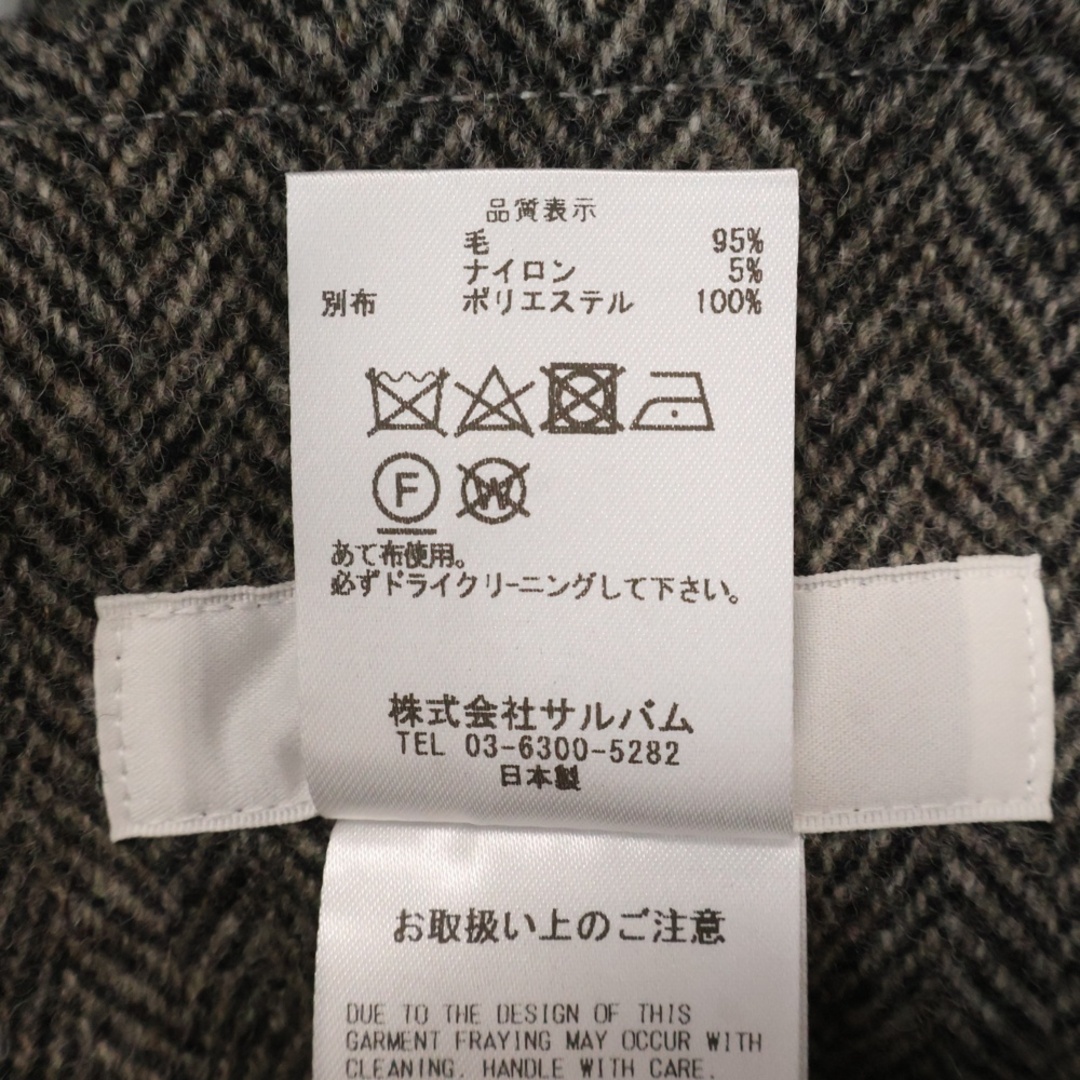 品質表示
毛 95%
ナイロン 5%
別布 ポリエステル 100%
F W
あて布使用。
必ずドライクリーニングして下さい。
株式会社サルバム
TEL 03-6300-5282
日本製
お取扱い上のご注意
DUE TO THE DESIGN OF THIS
GARMENT FRAYING MAY OCCUR WITH
CLEANING. HANDLE WITH CARE.